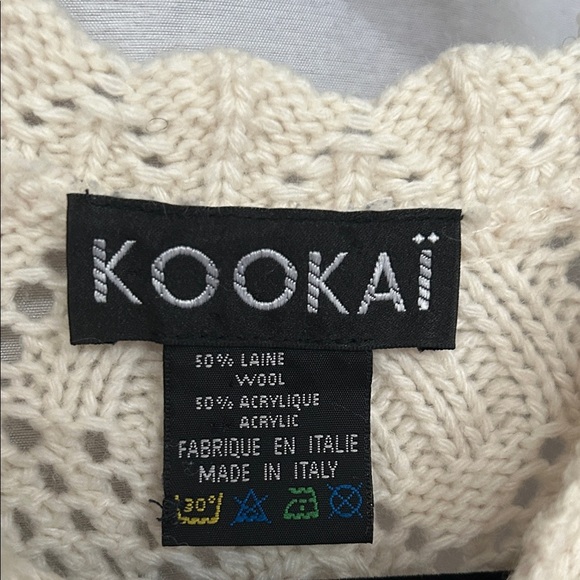 KOOKAÏ
50% LAINE
WOOL
50% ACRYLIQUE
ACRYLIC
FABRIQUE EN ITALIE
MADE IN ITALY
30°